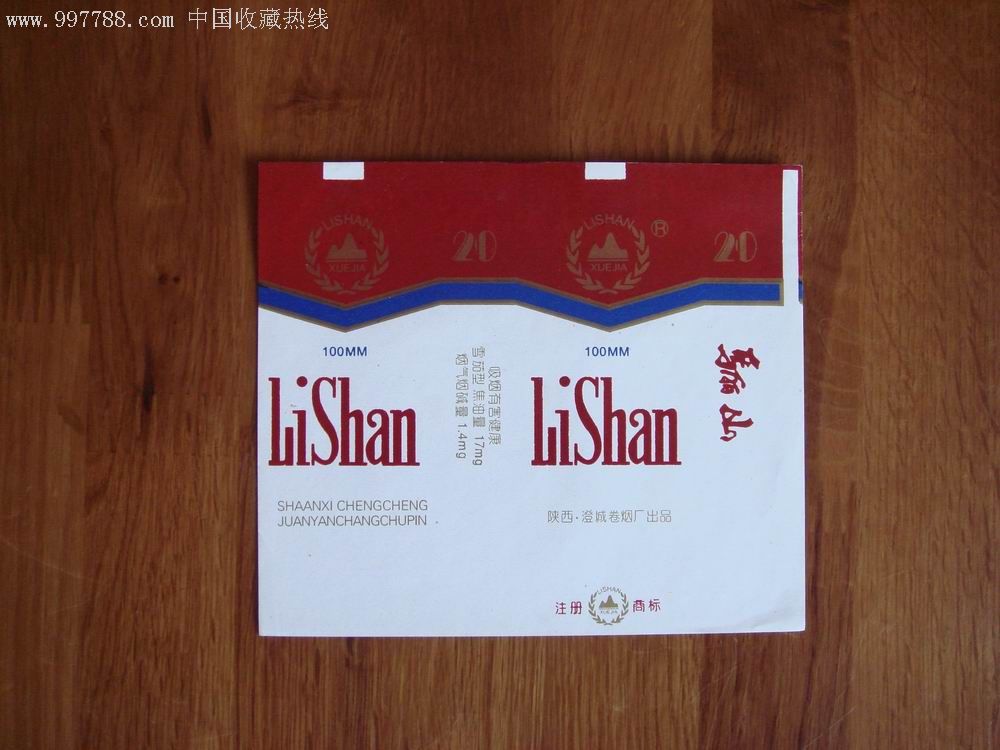 www.997788.com 中国收藏热线
LISHAN
XUEJIA
20
LISHAN
XUEJIA
®
20
100MM
LiShan
SHAANXI CHENGCHENG
JUANYANCHANGCHUPIN
吸烟有害健康
雪茄型 焦油量 17mg
烟气烟碱量 1.4mg
100MM
LiShan
陕西·澄城卷烟厂出品
骊山
注册
LISHAN
XUEJIA
商标